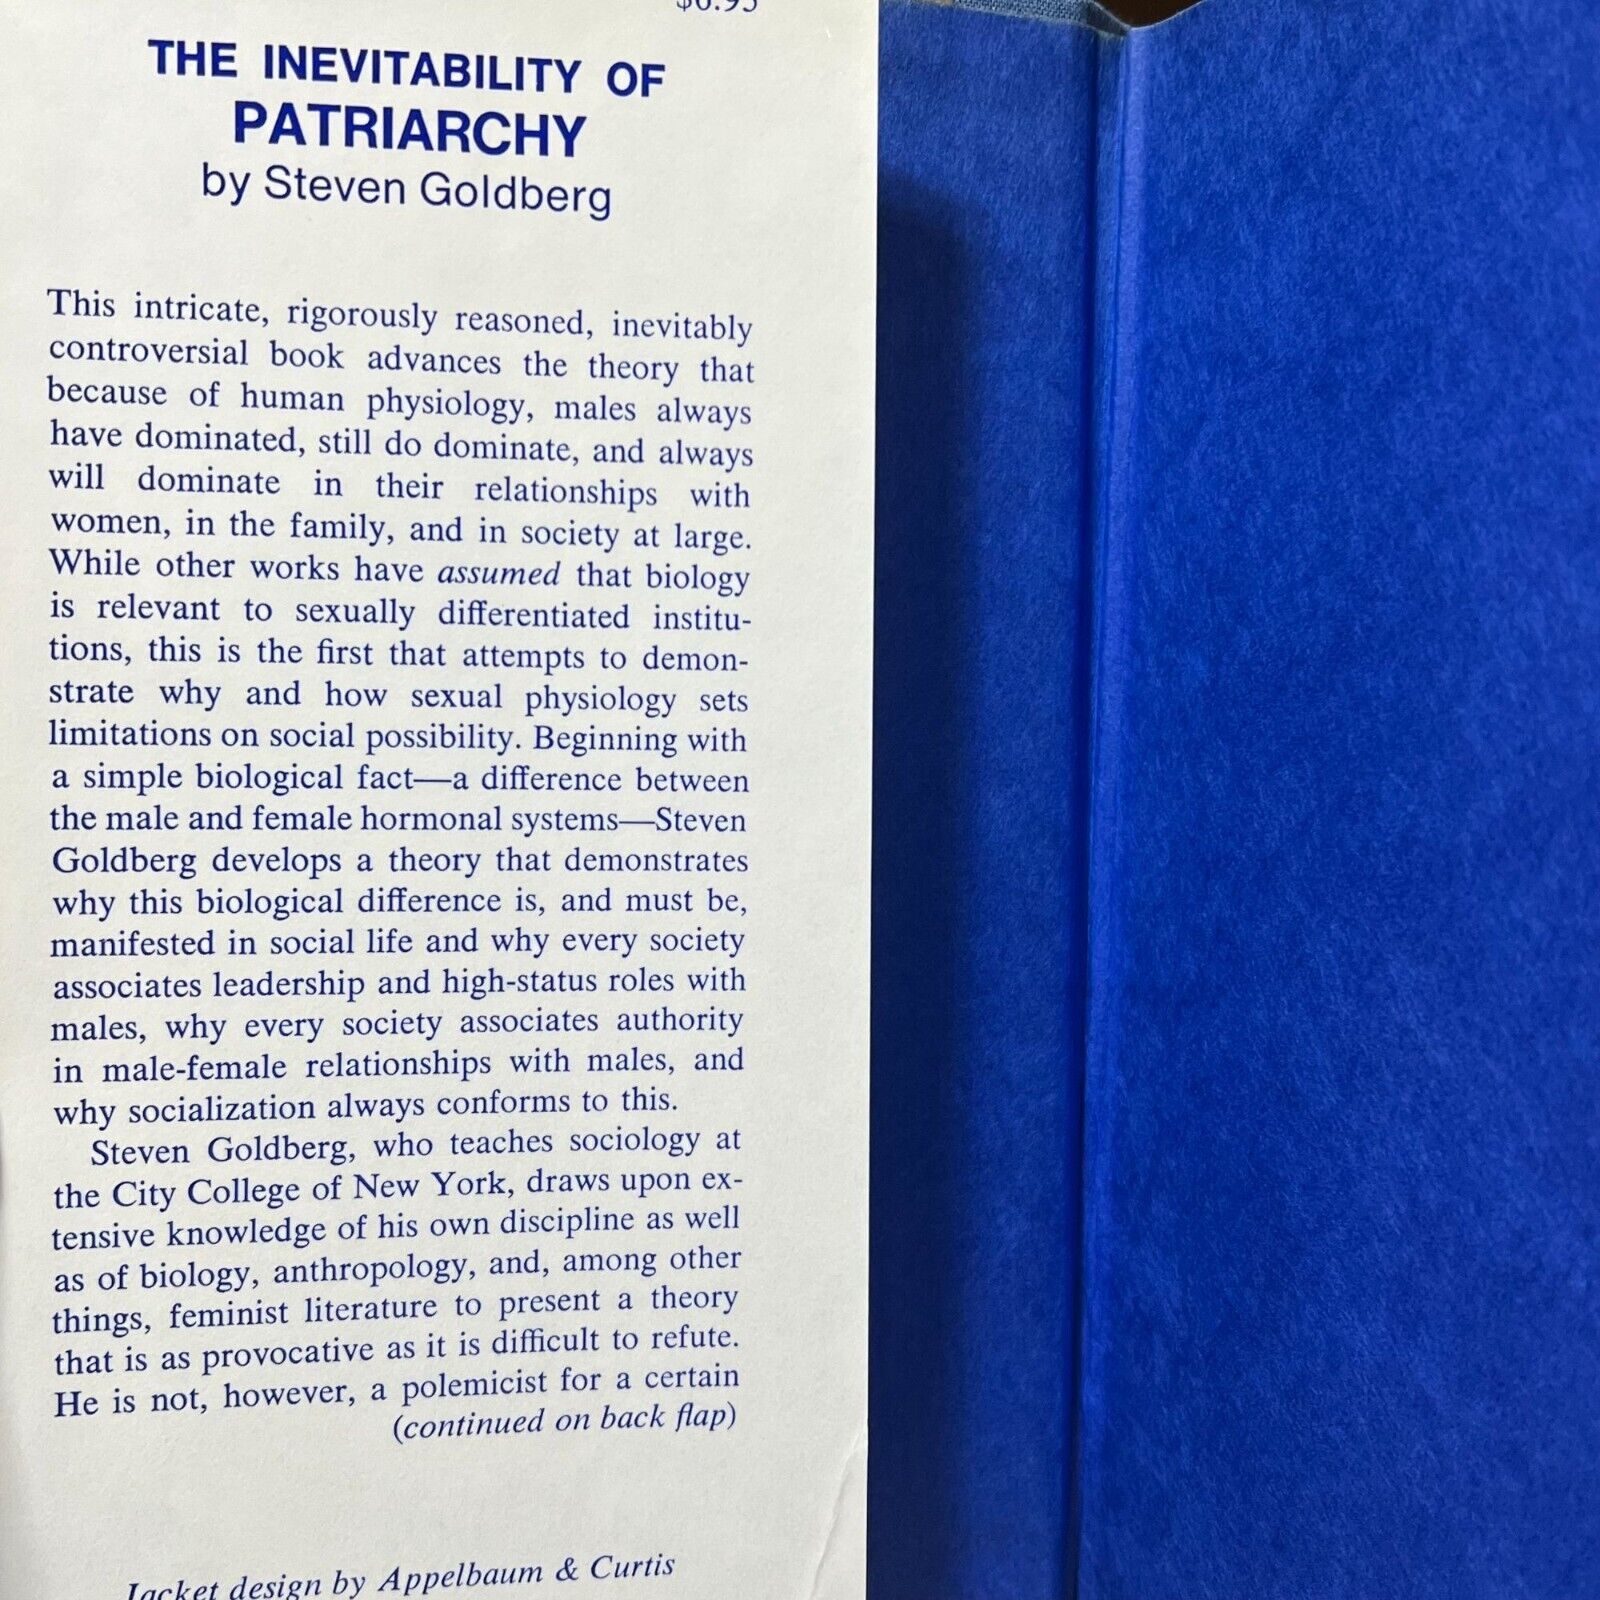 $6.95
THE INEVITABILITY OF
PATRIARCHY
by Steven Goldberg
This intricate, rigorously reasoned, inevitably
controversial book advances the theory that
because of human physiology, males always
have dominated, still do dominate, and always
will dominate in their relationships with
women, in the family, and in society at large.
While other works have assumed that biology
is relevant to sexually differentiated institu-
tions, this is the first that attempts to demon-
strate why and how sexual physiology sets
limitations on social possibility. Beginning with
a simple biological fact—a difference between
the male and female hormonal systems—Steven
Goldberg develops a theory that demonstrates
why this biological difference is, and must be,
manifested in social life and why every society
associates leadership and high-status roles with
males, why every society associates authority
in male-female relationships with males, and
why socialization always conforms to this.
Steven Goldberg, who teaches sociology at
the City College of New York, draws upon ex-
tensive knowledge of his own discipline as well
as of biology, anthropology, and, among other
things, feminist literature to present a theory
that is as provocative as it is difficult to refute.
He is not, however, a polemicist for a certain
(continued on back flap)
Jacket design by Appelbaum & Curtis